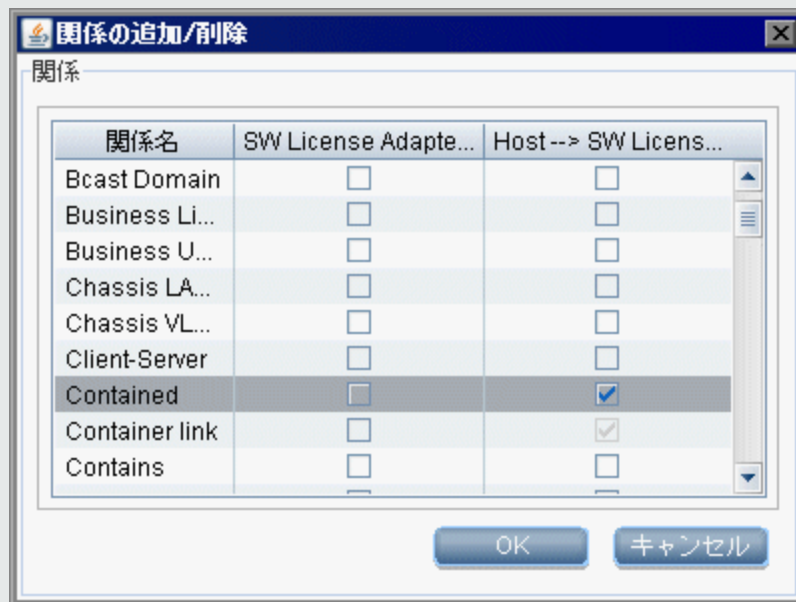 関係の追加/削除
関係
関係名 SW License Adapte... Host --> SW Licens...
Bcast Domain
Business Li...
Business U...
Chassis LA...
Chassis VL...
Client-Server
Contained
Container link
Contains
OK キャンセル